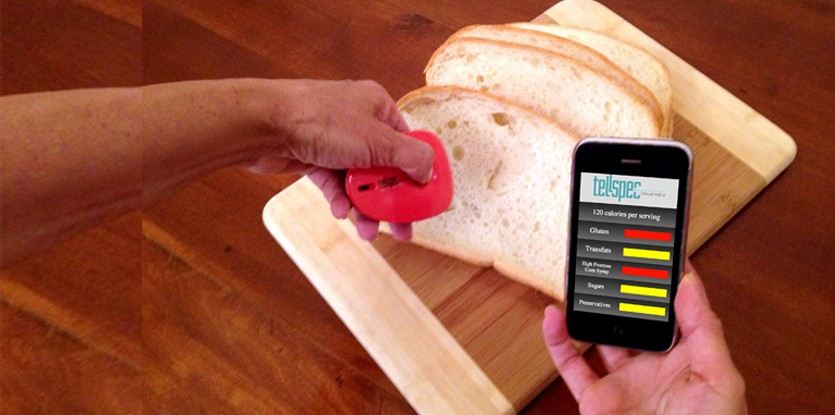 tellspec
120 calories per serving
Gluten
Transfats
High Fructose
Corn Syrup
Sugars
Preservatives